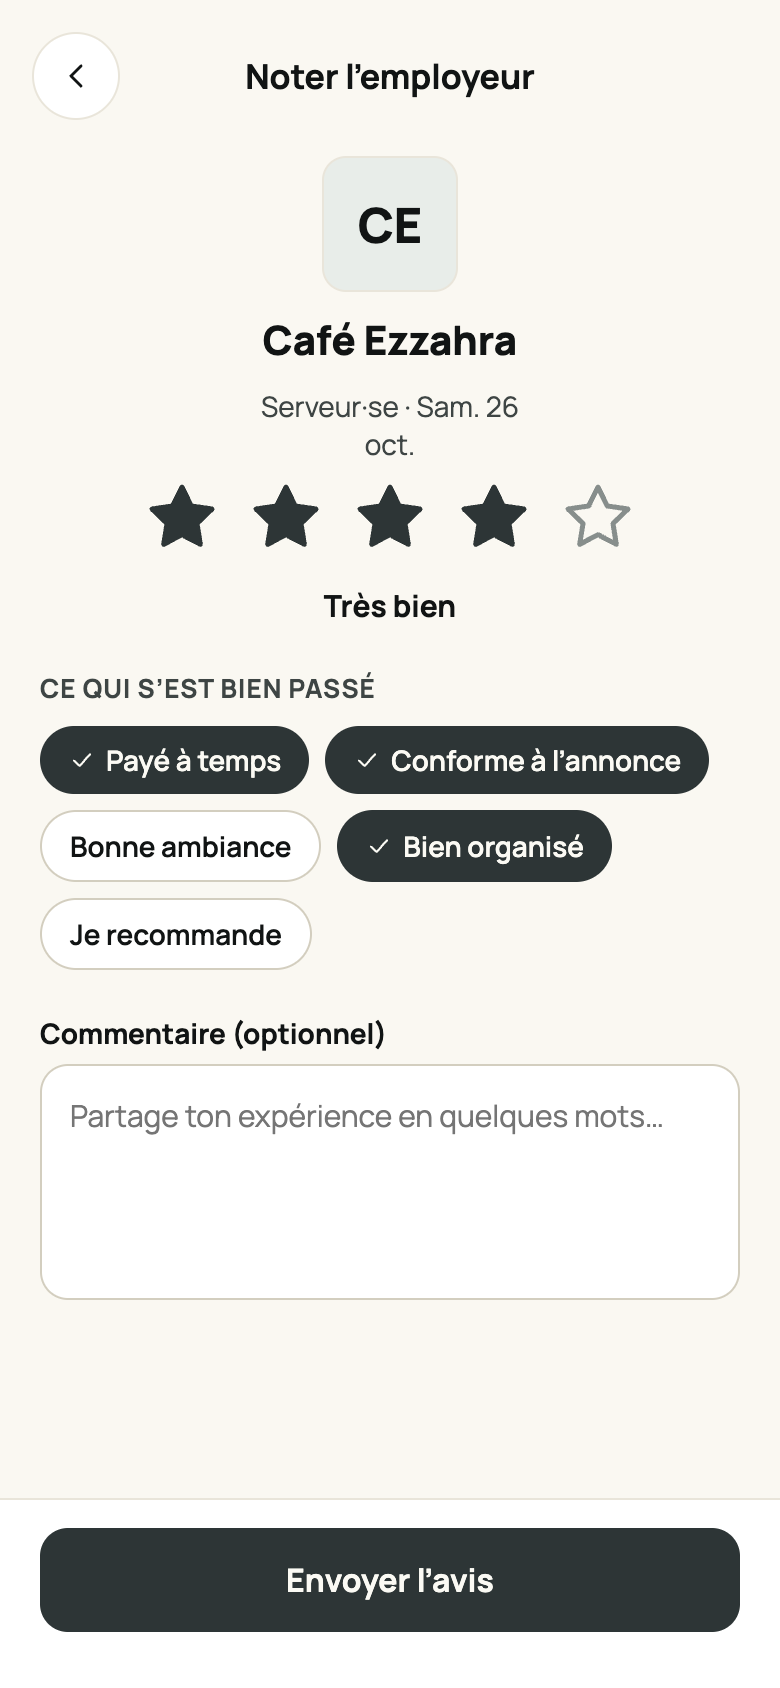 Noter l’employeur
CE
Café Ezzahra
Serveur·se · Sam. 26
oct.
Très bien
CE QUI S’EST BIEN PASSÉ
Payé à temps
Conforme à l’annonce
Bonne ambiance
Bien organisé
Je recommande
Commentaire (optionnel)
Partage ton expérience en quelques mots…
Envoyer l’avis